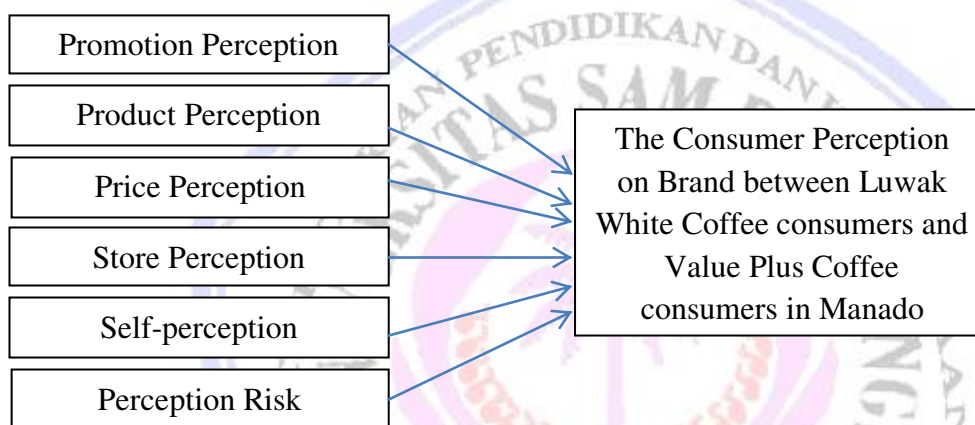 Promotion Perception
Product Perception
Price Perception
Store Perception
Self-perception
Perception Risk
The Consumer Perception
on Brand between Luwak
White Coffee consumers and
Value Plus Coffee
consumers in Manado
PENDIDIKAN DAN
SITAS SAM